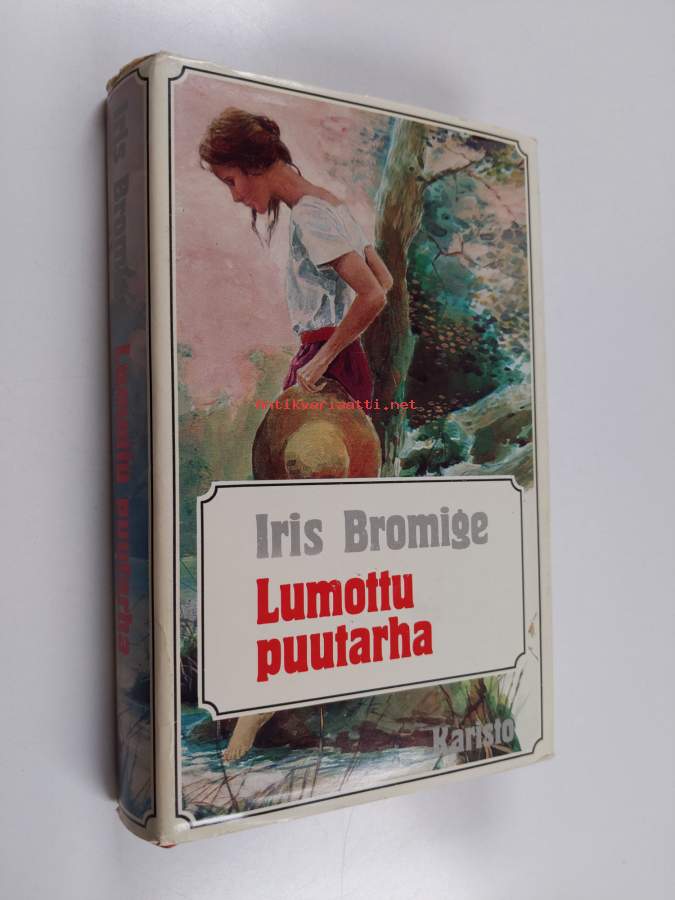 Iris Bromige
Lumottu puutarha
antikvariaatti.net
Iris Bromige
Lumottu
puutarha
Karisto